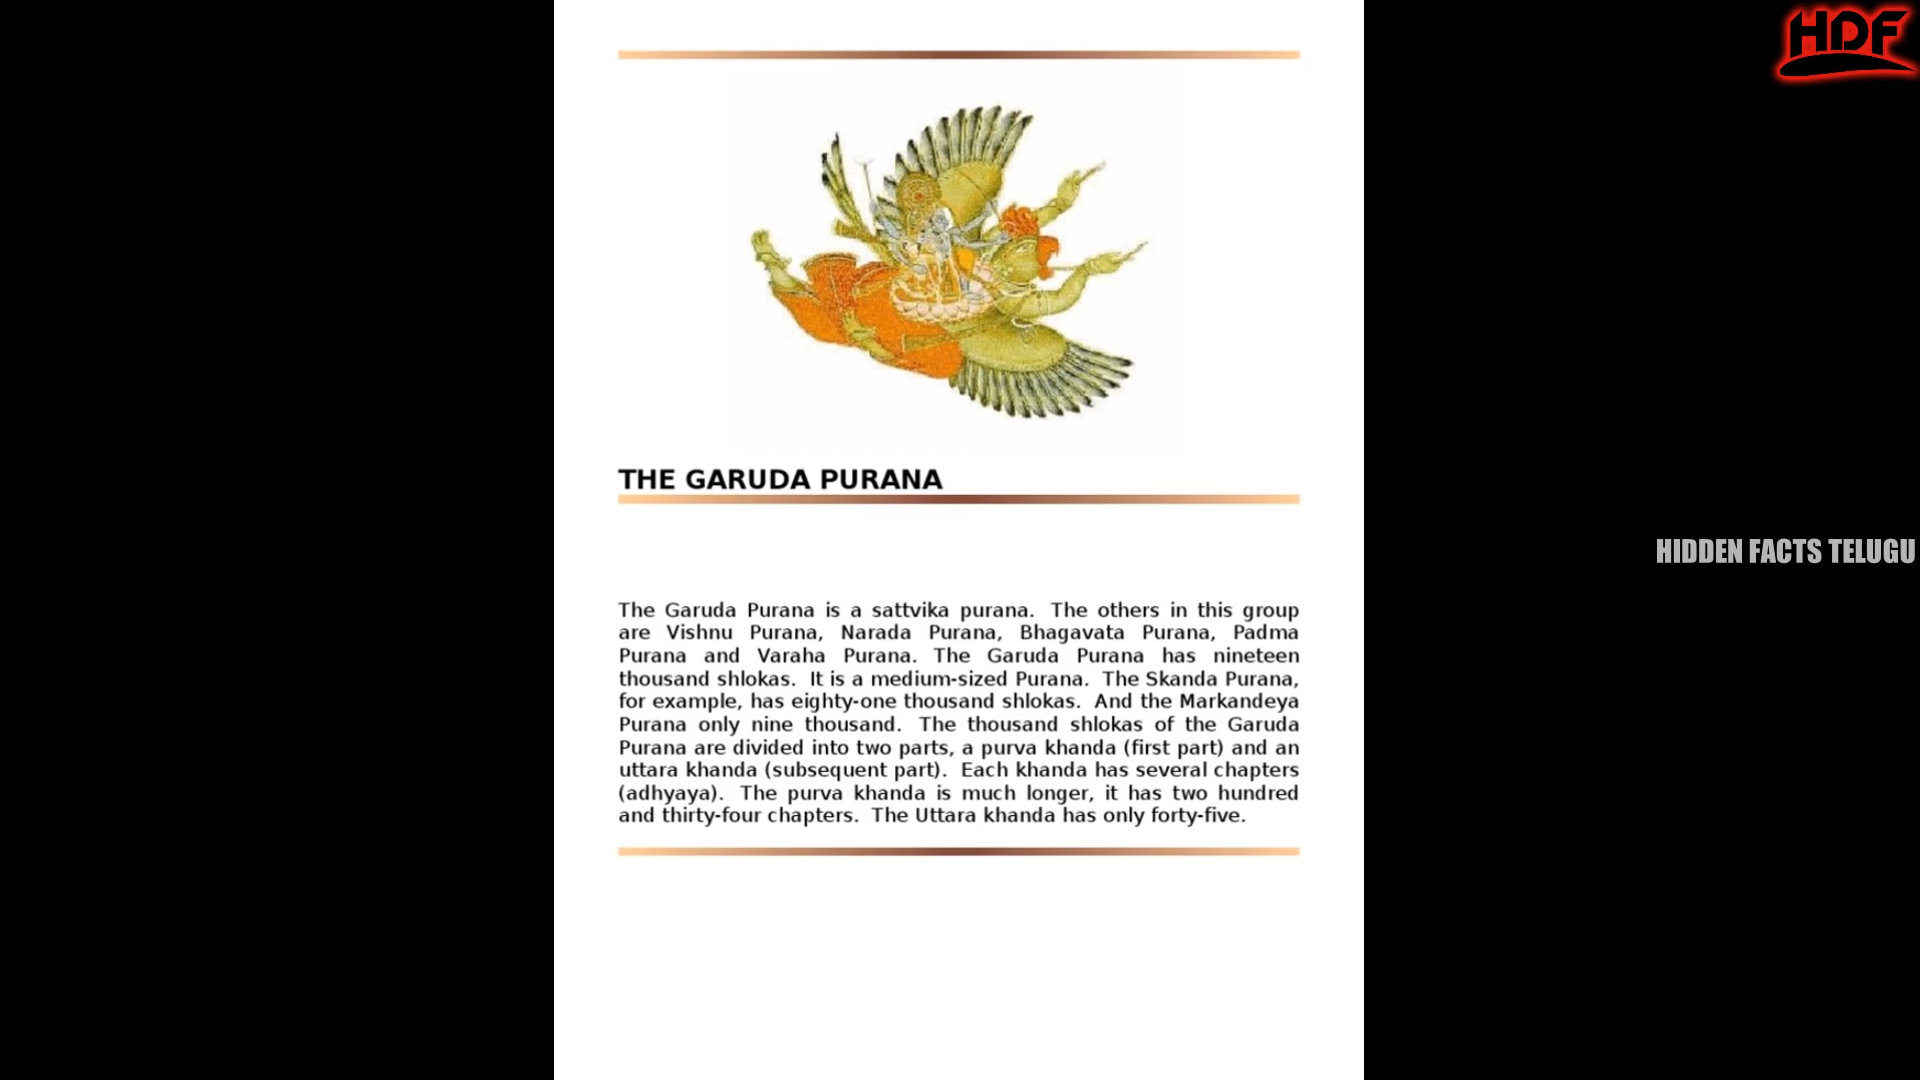 HDF
THE GARUDA PURANA
HIDDEN FACTS TELUGU
The Garuda Purana is a sattvika purana. The others in this group
are Vishnu Purana, Narada Purana, Bhagavata Purana, Padma
Purana and Varaha Purana. The Garuda Purana has nineteen
thousand shlokas. It is a medium-sized Purana. The Skanda Purana,
for example, has eighty-one thousand shlokas. And the Markandeya
Purana only nine thousand. The thousand shlokas of the Garuda
Purana are divided into two parts, a purva khanda (first part) and an
uttara khanda (subsequent part). Each khanda has several chapters
(adhyaya). The purva khanda is much longer, it has two hundred
and thirty-four chapters. The Uttara khanda has only forty-five.